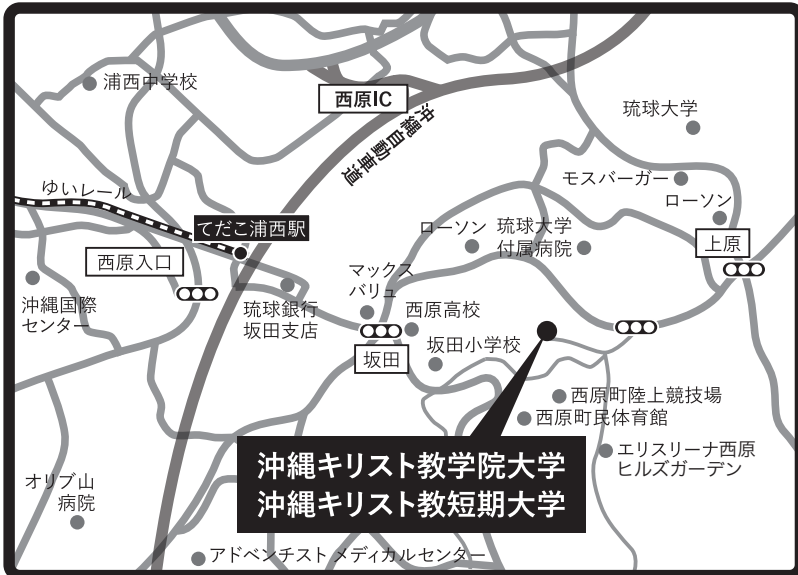 浦西中学校
西原IC
沖縄自動車道
琉球大学
ゆいレール
モスバーガー
ローソン
てだこ浦西駅
ローソン
琉球大学
付属病院
上原
西原入口
マックス
バリュ
沖縄国際
センター
琉球銀行
坂田支店
西原高校
坂田小学校
坂田
西原町陸上競技場
西原町民体育館
エリスリーナ西原
ヒルズガーデン
沖縄キリスト教学院大学
沖縄キリスト教短期大学
オリブ山
病院
アドベンチスト メディカルセンター